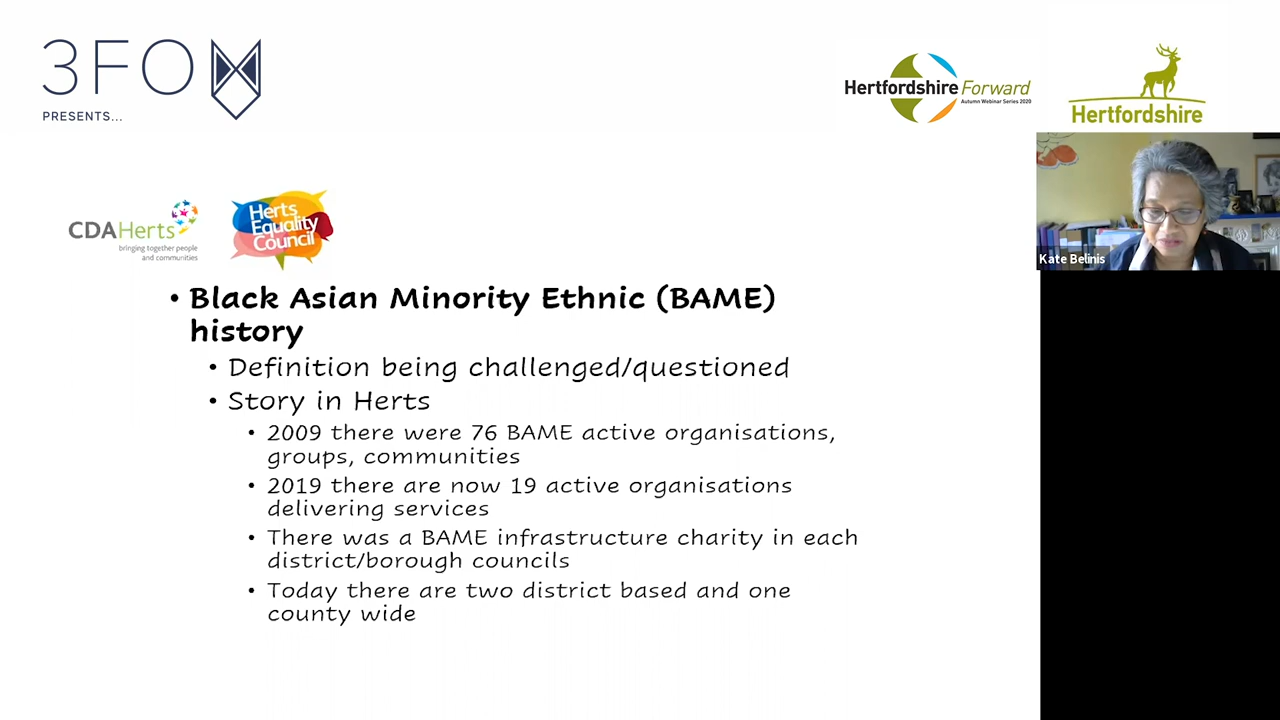 3FOX
PRESENTS...
Hertfordshire Forward
Autumn Webinar Series 2020
Hertfordshire
CDAHerts
bringing together people
and communities
Herts
Equality
Council
Kate Belinis
• Black Asian Minority Ethnic (BAME)
history
• Definition being challenged/questioned
• Story in Herts
• 2009 there were 76 BAME active organisations,
groups, communities
• 2019 there are now 19 active organisations
delivering services
• There was a BAME infrastructure charity in each
district/borough councils
• Today there are two district based and one
county wide